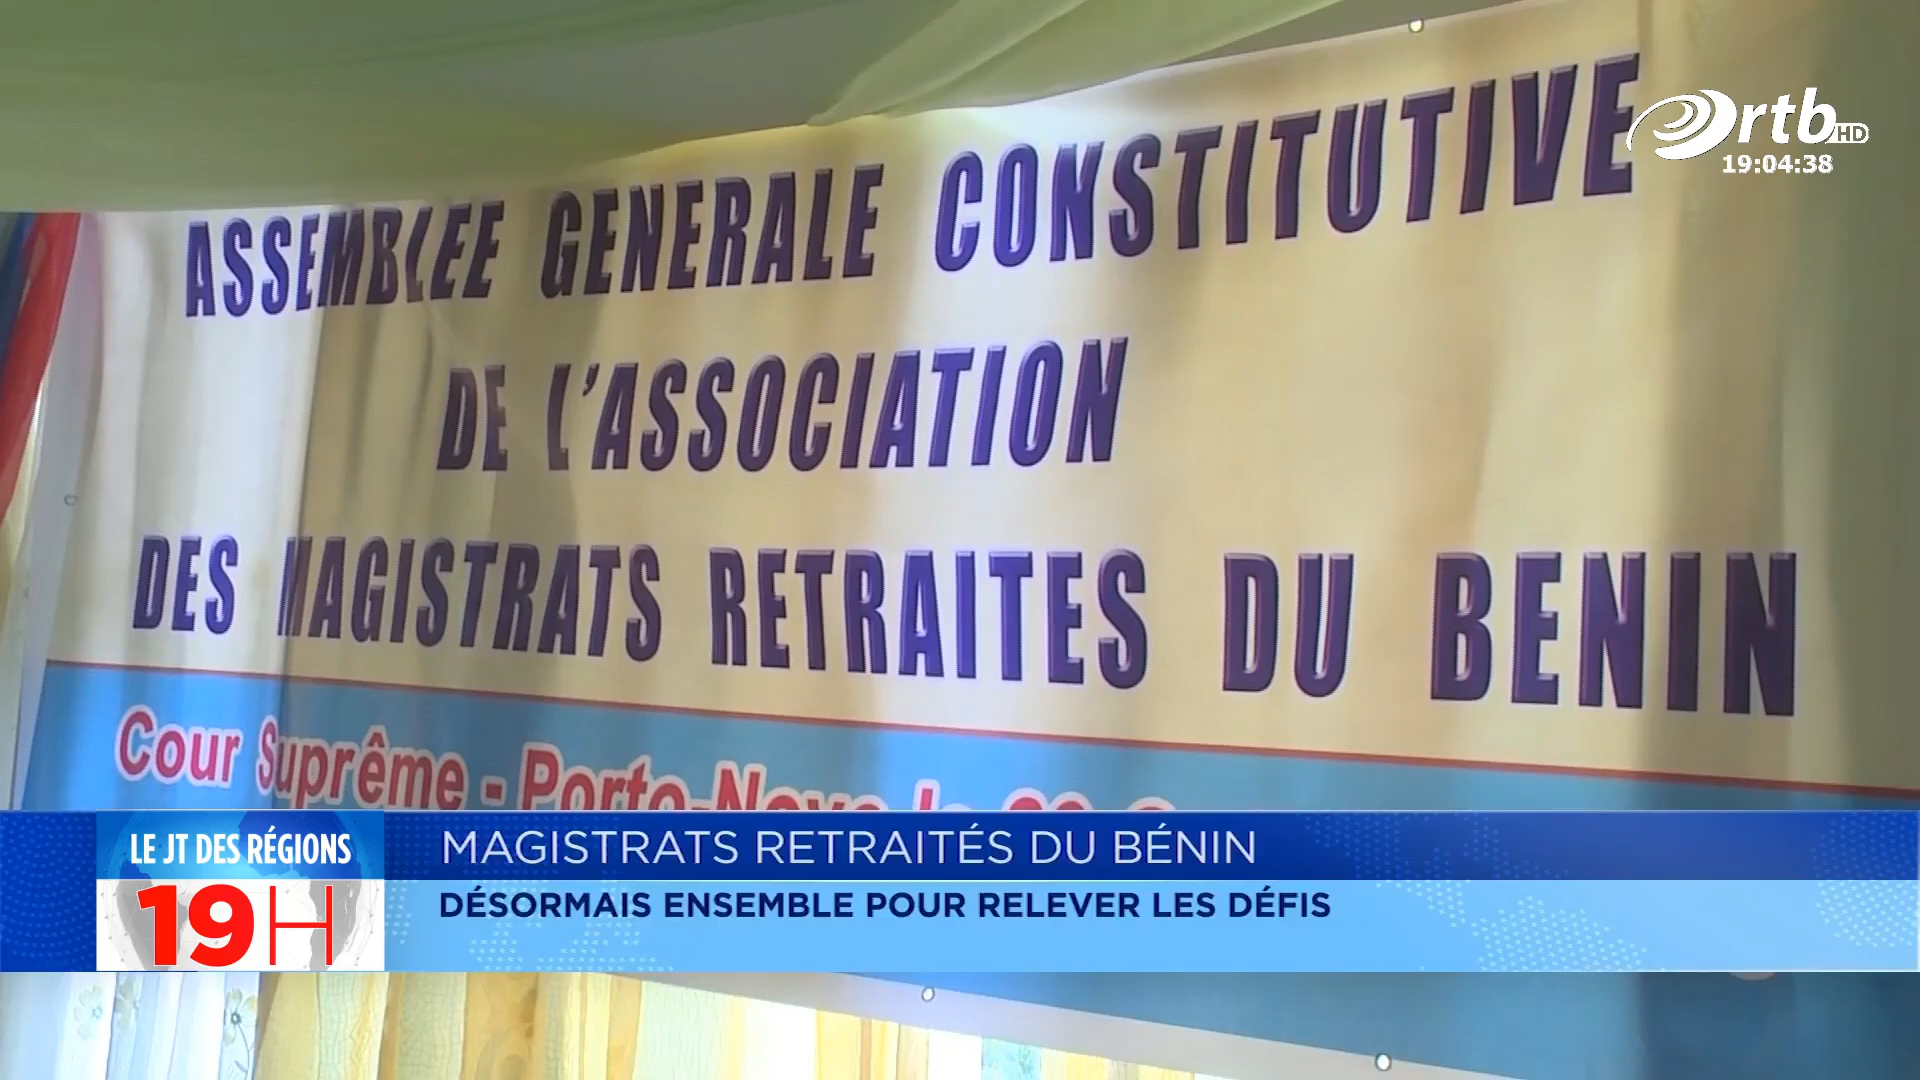 ASSEMBLEE GENERALE CONSTITUTIVE
rtb HD
19:04:38
DE L'ASSOCIATION
DES MAGISTRATS RETRAITES DU BENIN
Cour Suprême - Porto-Novo le
LE JT DES RÉGIONS
19H
MAGISTRATS RETRAITÉS DU BÉNIN
DÉSORMAIS ENSEMBLE POUR RELEVER LES DÉFIS